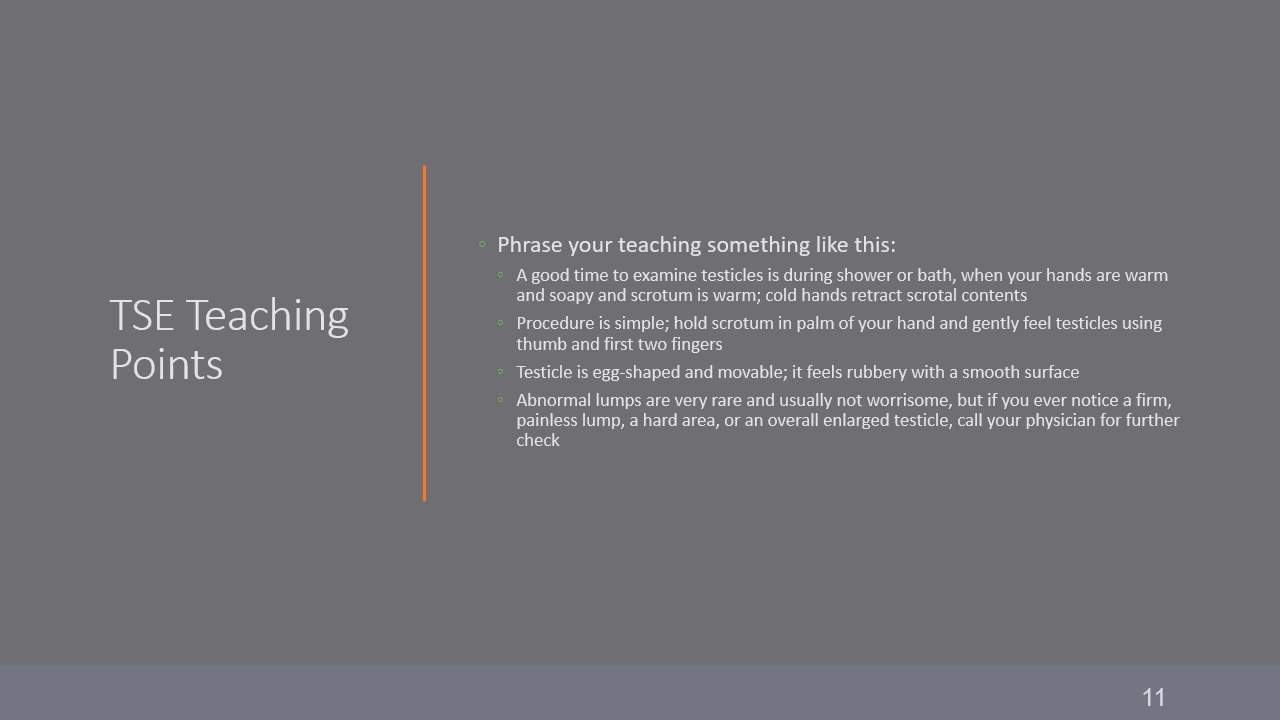 TSE Teaching
Points
◦ Phrase your teaching something like this:
◦ A good time to examine testicles is during shower or bath, when your hands are warm
and soapy and scrotum is warm; cold hands retract scrotal contents
◦ Procedure is simple; hold scrotum in palm of your hand and gently feel testicles using
thumb and first two fingers
◦ Testicle is egg-shaped and movable; it feels rubbery with a smooth surface
◦ Abnormal lumps are very rare and usually not worrisome, but if you ever notice a firm,
painless lump, a hard area, or an overall enlarged testicle, call your physician for further
check
11